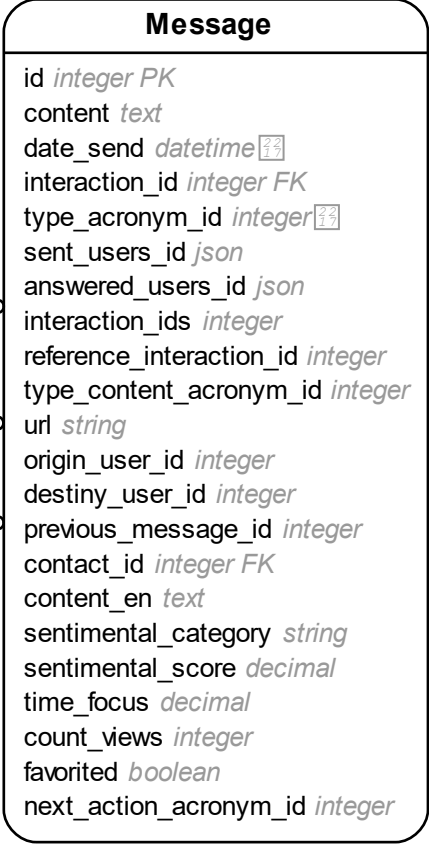 Message
id integer PK
content text
date_send datetime∗
interaction_id integer FK
type_acronym_id integer∗
sent_users_id json
answered_users_id json
interaction_ids integer
reference_interaction_id integer
type_content_acronym_id integer
url string
origin_user_id integer
destiny_user_id integer
previous_message_id integer
contact_id integer FK
content_en text
sentimental_category string
sentimental_score decimal
time_focus decimal
count_views integer
favorited boolean
next_action_acronym_id integer